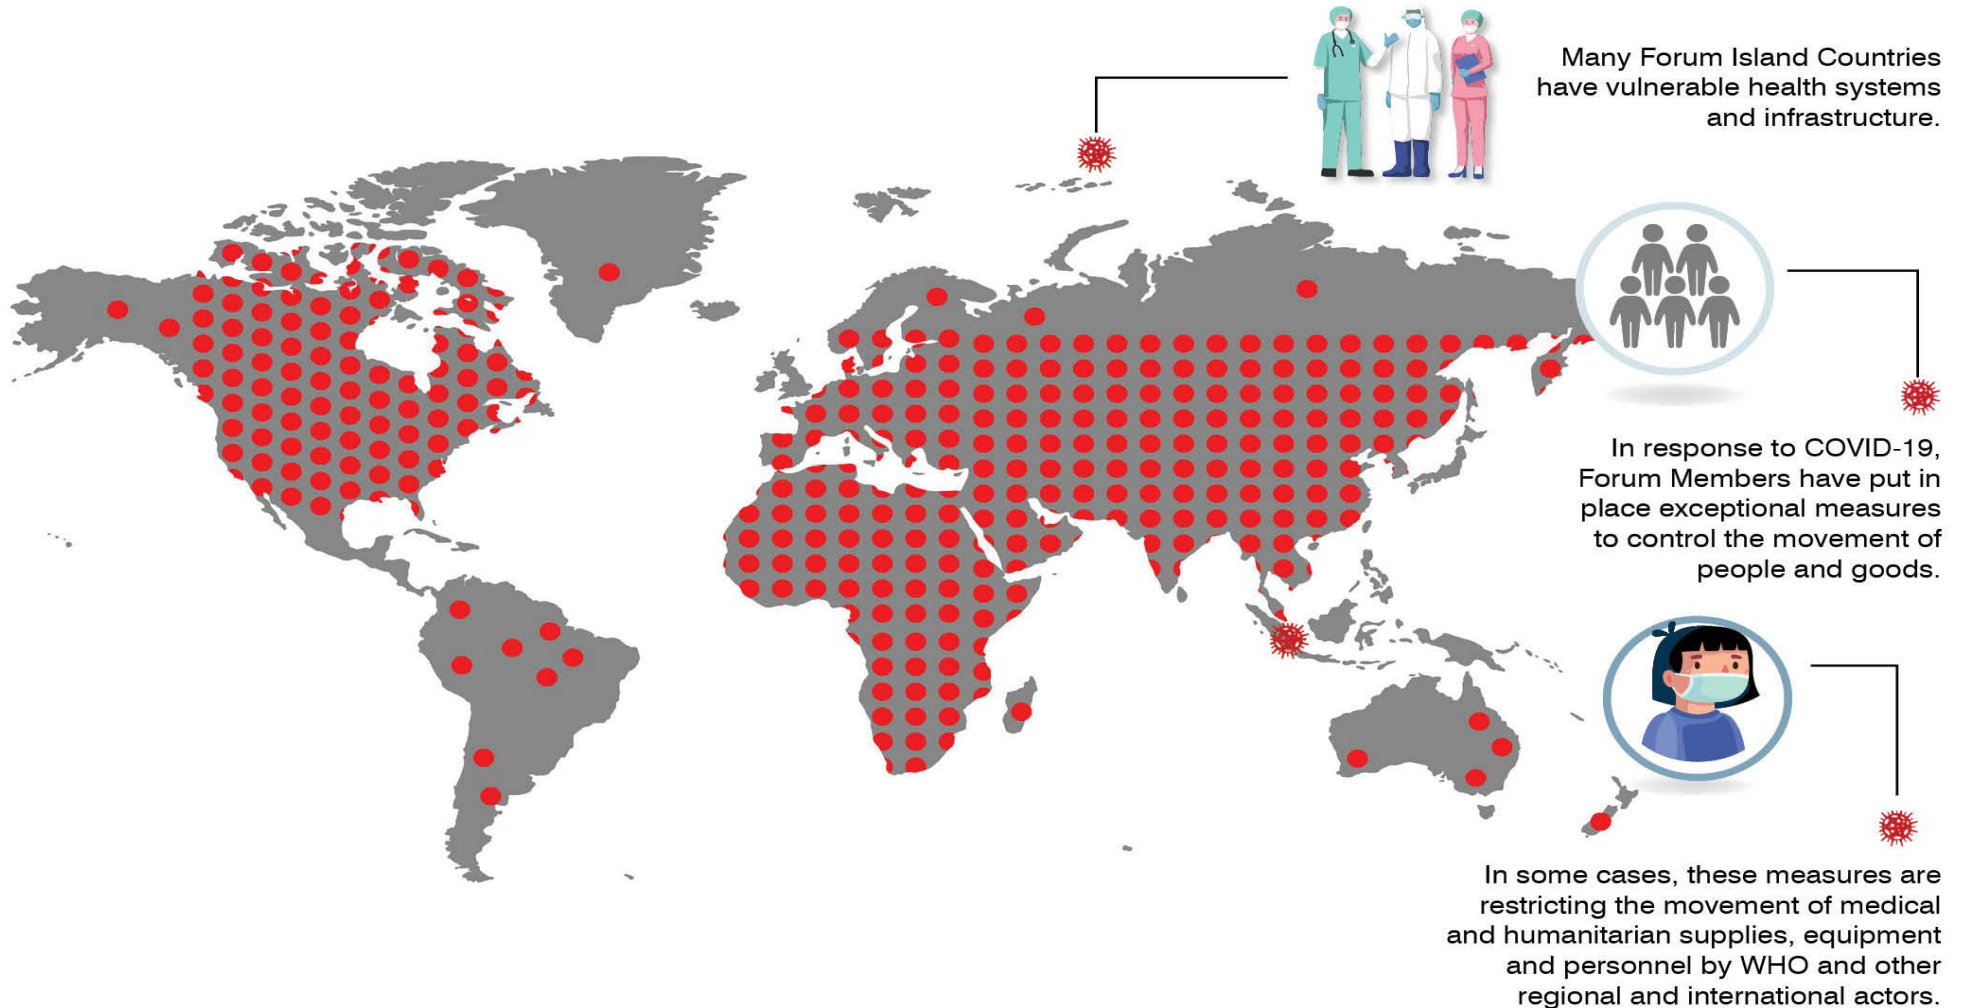 Many Forum Island Countries
have vulnerable health systems
and infrastructure.
In response to COVID-19,
Forum Members have put in
place exceptional measures
to control the movement of
people and goods.
In some cases, these measures are
restricting the movement of medical
and humanitarian supplies, equipment
and personnel by WHO and other
regional and international actors.